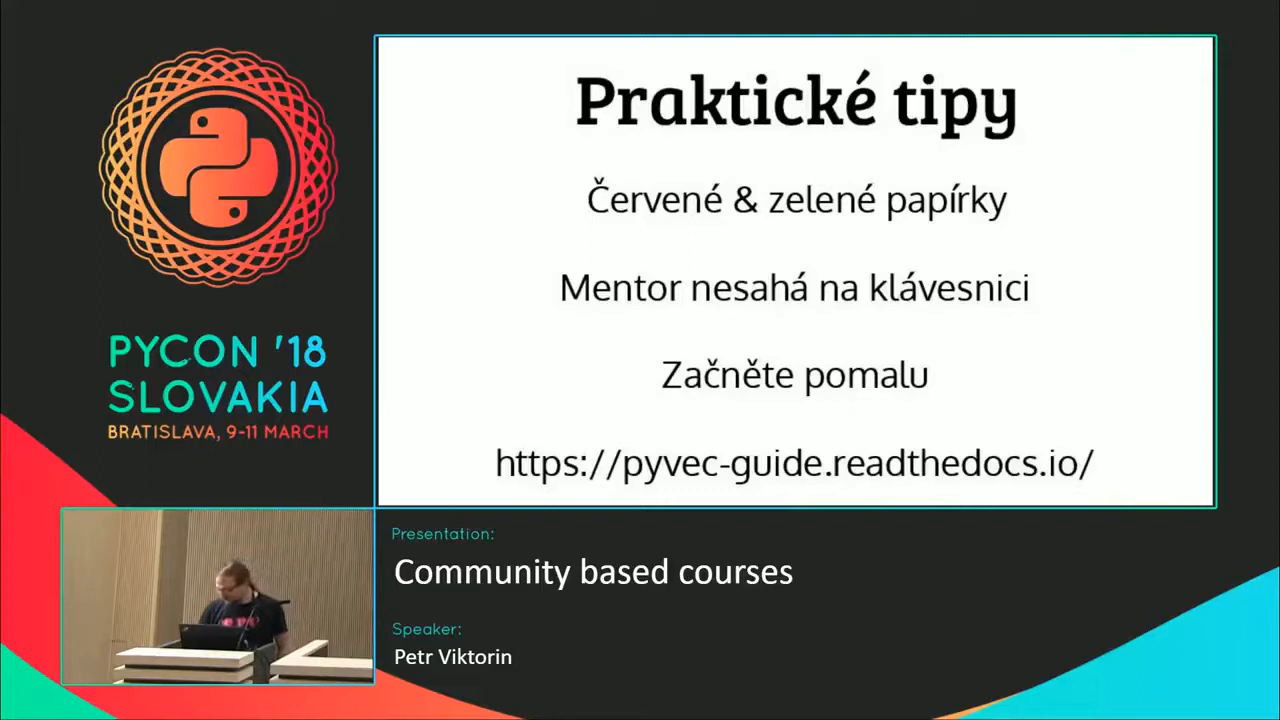 PYCON '18
SLOVAKIA
BRATISLAVA, 9-11 MARCH
Praktické tipy
Červené & zelené papírky
Mentor nesahá na klávesnici
Začněte pomalu
https://pyvec-guide.readthedocs.io/
Presentation:
Community based courses
Speaker:
Petr Viktorin